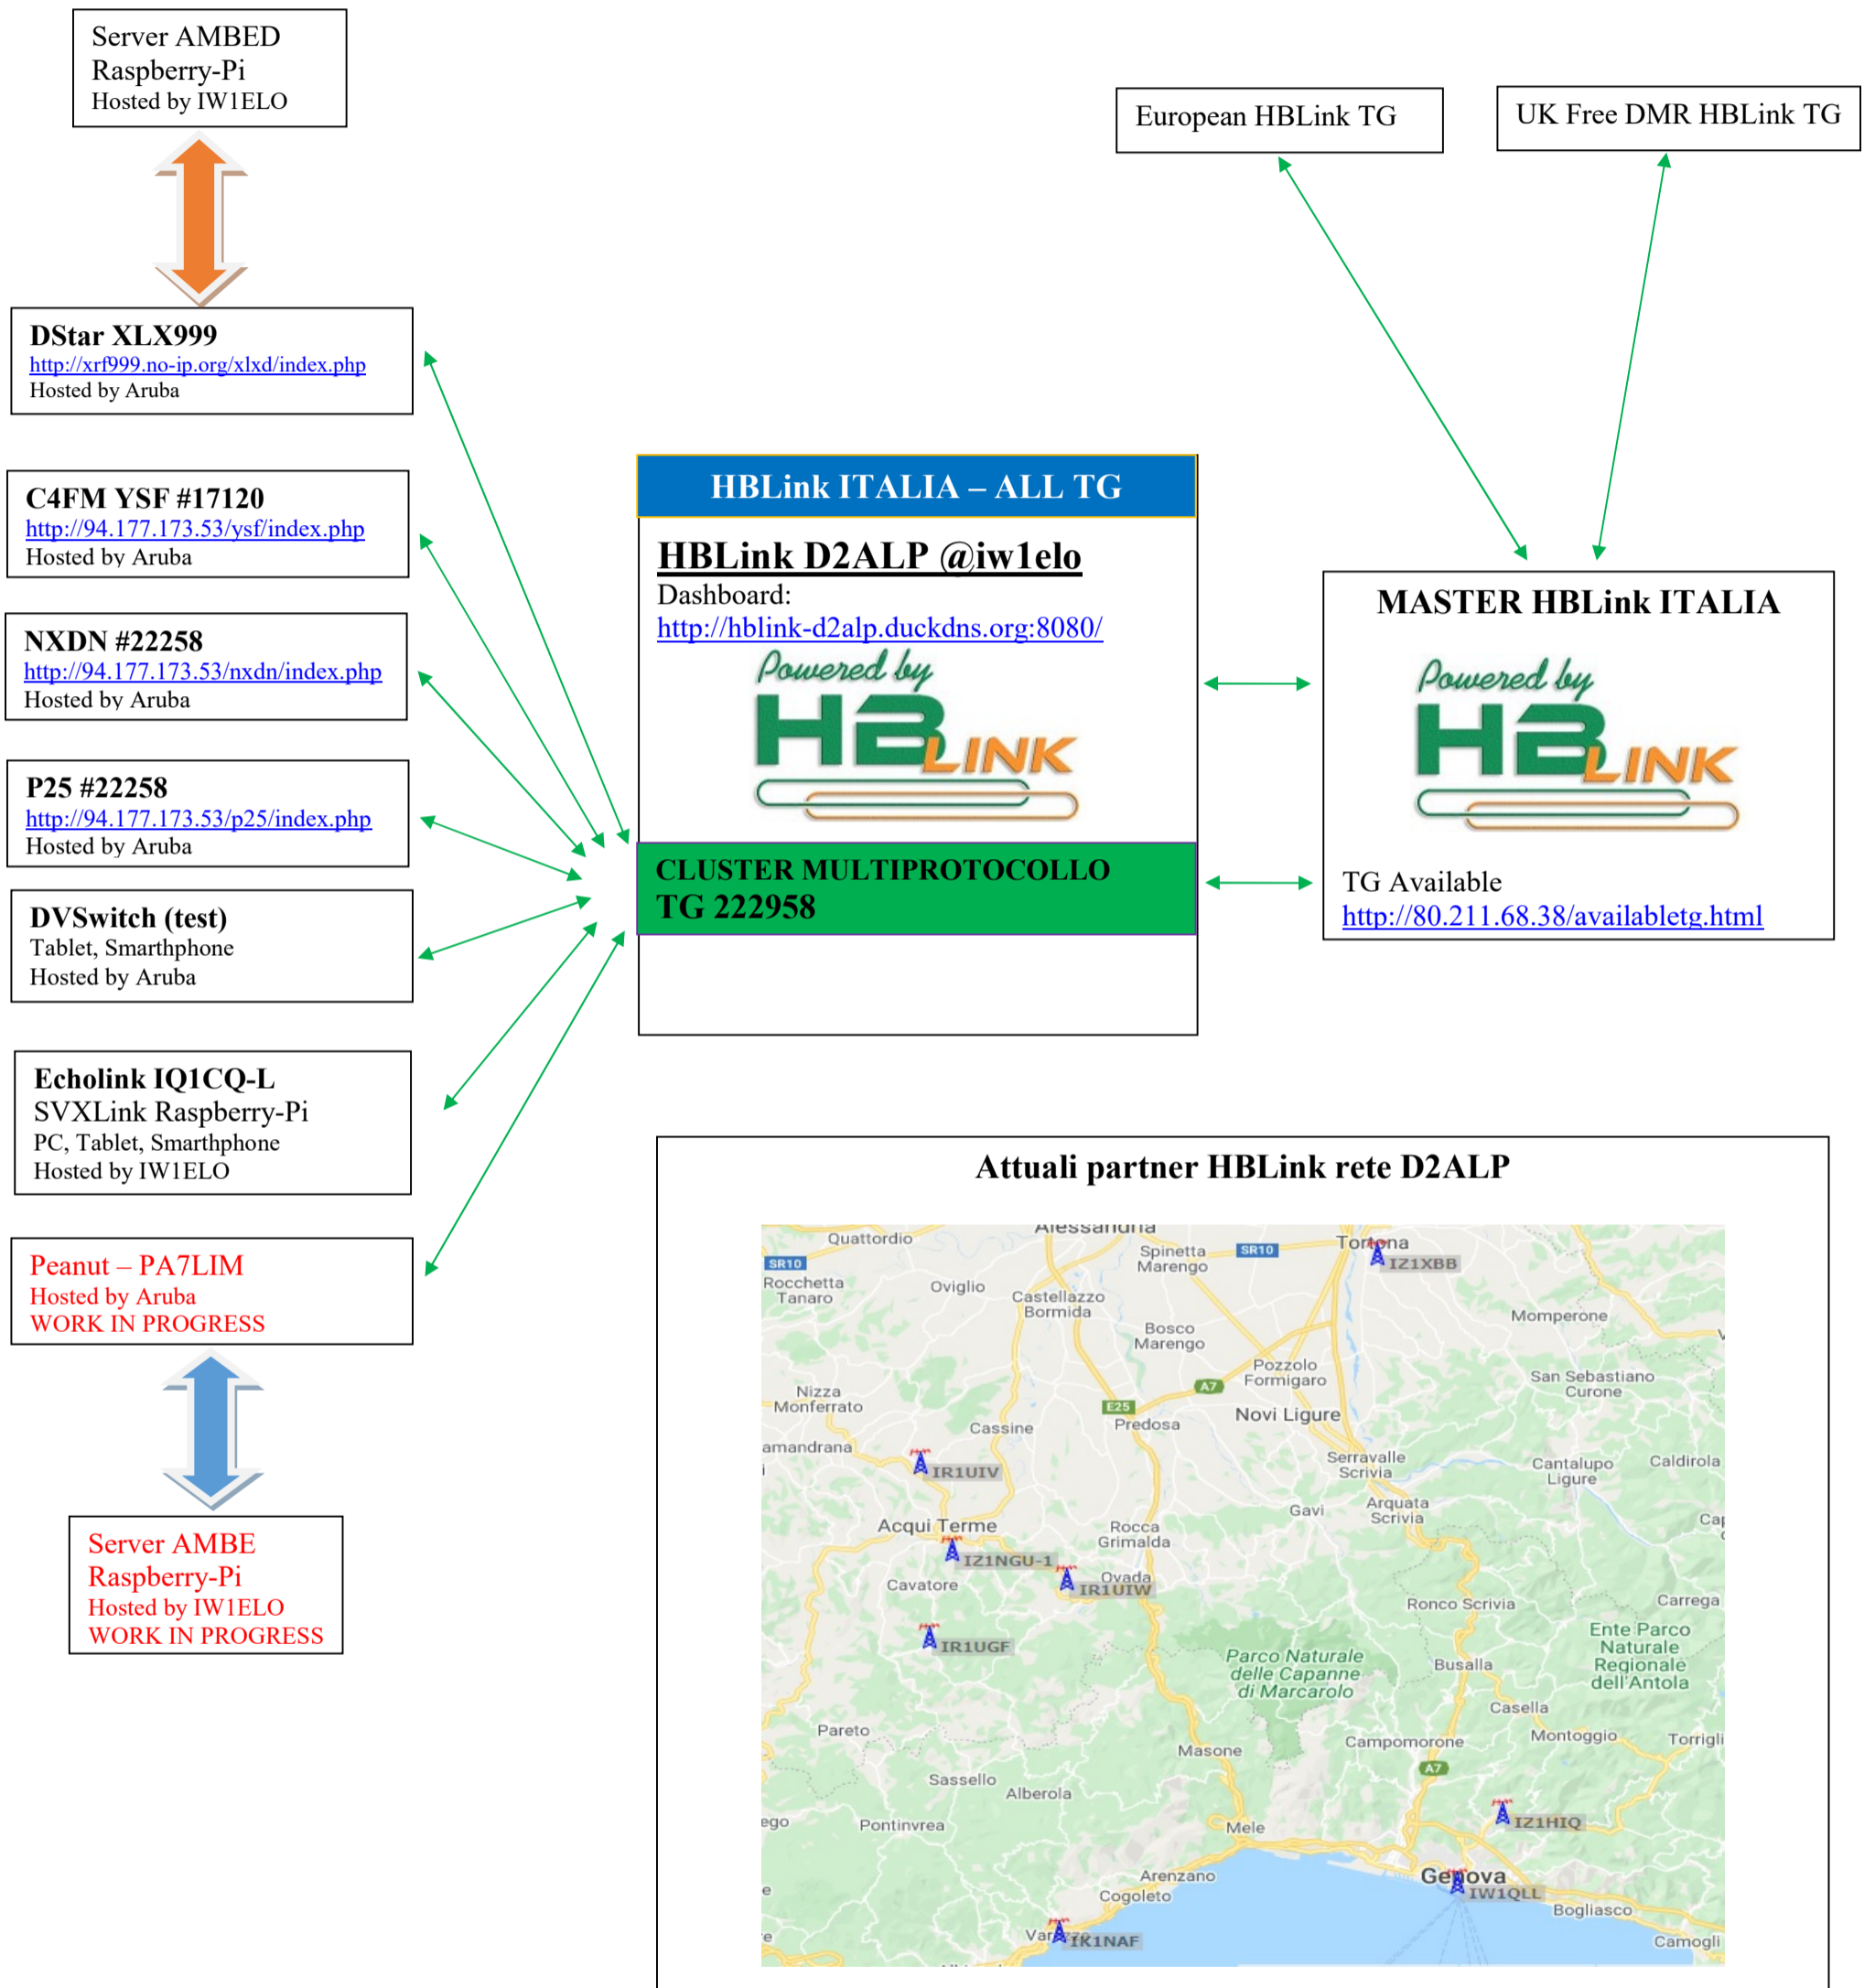 Server AMBED
Raspberry-Pi
Hosted by IW1ELO
European HBLink TG
UK Free DMR HBLink TG
DStar XLX999
http://xrf999.no-ip.org/xlxd/index.php
Hosted by Aruba
C4FM YSF #17120
http://94.177.173.53/ysf/index.php
Hosted by Aruba
NXDN #22258
http://94.177.173.53/nxdn/index.php
Hosted by Aruba
P25 #22258
http://94.177.173.53/p25/index.php
Hosted by Aruba
DVSwitch (test)
Tablet, Smarthphone
Hosted by Aruba
Echolink IQ1CQ-L
SVXLink Raspberry-Pi
PC, Tablet, Smarthphone
Hosted by IW1ELO
Peanut – PA7LIM
Hosted by Aruba
WORK IN PROGRESS
Server AMBE
Raspberry-Pi
Hosted by IW1ELO
WORK IN PROGRESS
HBLink ITALIA – ALL TG
HBLink D2ALP @iw1elo
Dashboard:
http://hblink-d2alp.duckdns.org:8080/
Powered by
HBLINK
CLUSTER MULTIPROTOCOLLO
TG 222958
MASTER HBLink ITALIA
Powered by
HBLINK
TG Available
http://80.211.68.38/availabletg.html
Attuali partner HBLink rete D2ALP
Alessandria
Quattordio
Spinetta
Marengo
SR10
Tortona
IZ1XBB
SR10
Rocchetta
Tanaro
Oviglio
Castellazzo
Bormida
Momperone
Bosco
Marengo
Pozzolo
Formigaro
San Sebastiano
Curone
Nizza
Monferrato
A7
E25
Predosa
Novi Ligure
Cassine
amandrana
IR1UIV
Serravalle
Scrivia
Cantalupo
Ligure
Caldirola
Gavi
Arquata
Scrivia
Acqui Terme
Rocca
Grimalda
IZ1NGU-1
Cavatore
Ovada
IR1UIW
Ronco Scrivia
Carrega
IR1UGF
Parco Naturale
delle Capanne
di Marcarolo
Busalla
Ente Parco
Naturale
Regionale
dell'Antola
Casella
Pareto
Masone
Campomorone
Montoggio
Torrigli
A7
Sassello
Alberola
IZ1HIQ
ego
Pontinvrea
Mele
Arenzano
Cogoleto
Genova
IW1QLL
Bogliasco
IK1NAF
Camogli